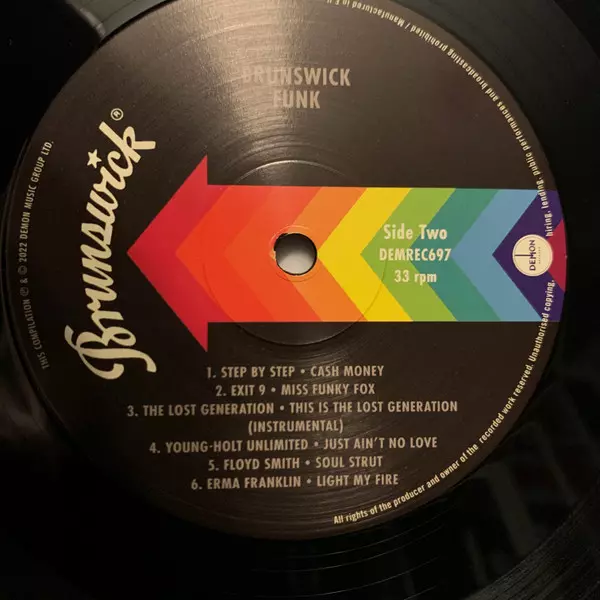 BRUNSWICK
FUNK
Brunswick®
THIS COMPILATION ℗ & © 2022 DEMON MUSIC GROUP LTD.
Side Two
DEMREC697
33 rpm
DEMON
1. STEP BY STEP • CASH MONEY
2. EXIT 9 • MISS FUNKY FOX
3. THE LOST GENERATION • THIS IS THE LOST GENERATION
(INSTRUMENTAL)
4. YOUNG-HOLT UNLIMITED • JUST AIN'T NO LOVE
5. FLOYD SMITH • SOUL STRUT
6. ERMA FRANKLIN • LIGHT MY FIRE
All rights of the producer and owner of the recorded work reserved. Unauthorised copying, hiring, lending, public performances and broadcasting prohibited / Manufactured in E.U